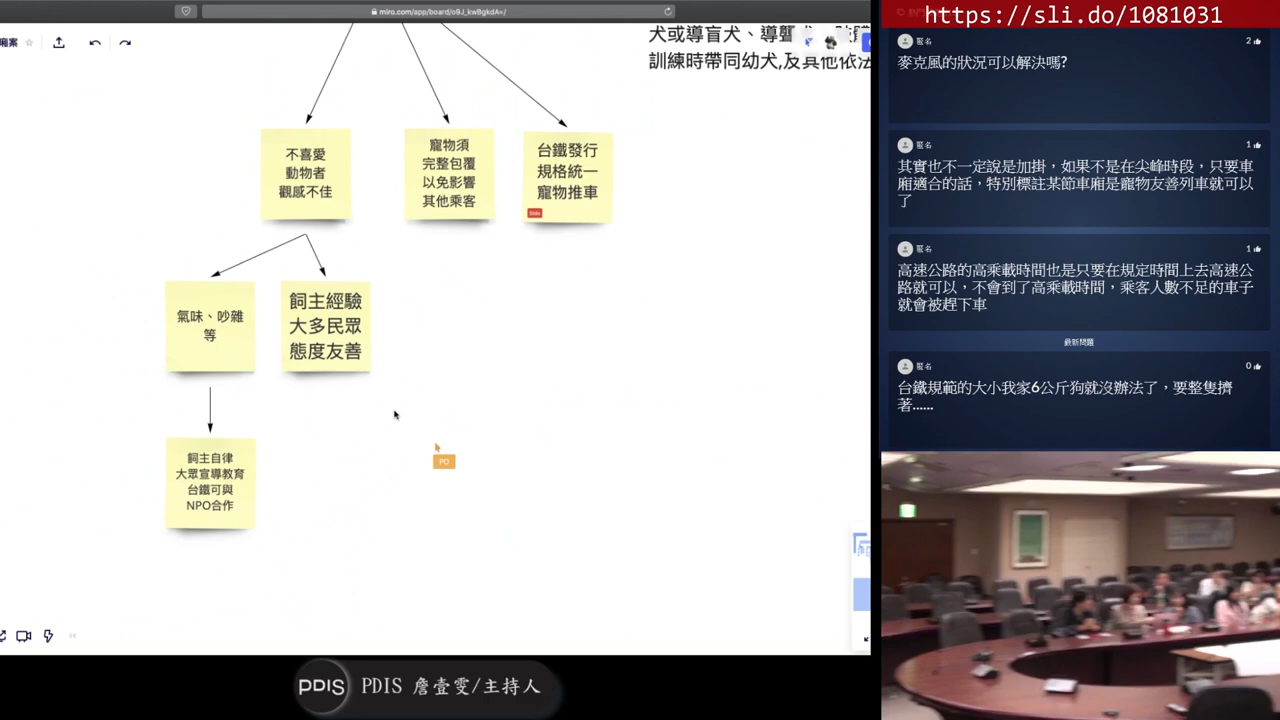 miro.com/app/board/o9J_kwBgkdA=/
犬或導盲犬、導聾犬
訓練時帶同幼犬,及其他依法
不喜愛
動物者
觀感不佳
寵物須
完整包覆
以免影響
其他乘客
台鐵發行
規格統一
寵物推車
Slido
氣味、吵雜
等
飼主經驗
大多民眾
態度友善
飼主自律
大眾宣導教育
台鐵可與
NPO合作
PO
PDIS
PDIS 詹壹雯/主持人
https://sli.do/1081031
匿名
2
麥克風的狀況可以解決嗎?
匿名
1
其實也不一定說是加掛，如果不是在尖峰時段，只要車
廂適合的話，特別標註某節車廂是寵物友善列車就可以
了
匿名
1
高速公路的高乘載時間也是只要在規定時間上去高速公
路就可以，不會到了高乘載時間，乘客人數不足的車子
就會被趕下車
最新問題
匿名
0
台鐵規範的大小我家6公斤狗就沒辦法了，要整隻擠
著......